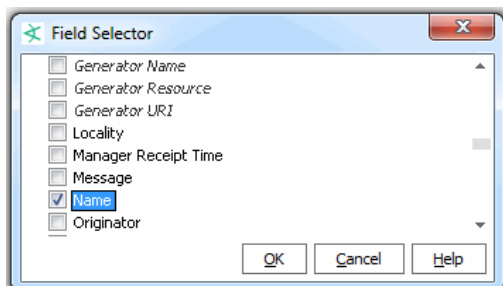 Field Selector
Generator Name
Generator Resource
Generator URI
Locality
Manager Receipt Time
Message
Name
Originator
OK Cancel Help